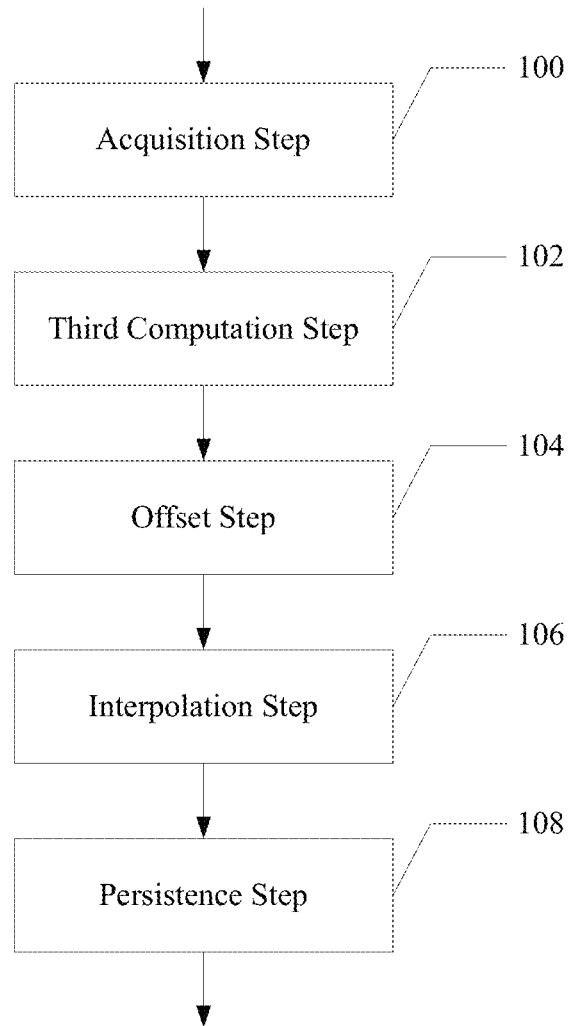 100
Acquisition Step
102
Third Computation Step
104
Offset Step
106
Interpolation Step
108
Persistence Step